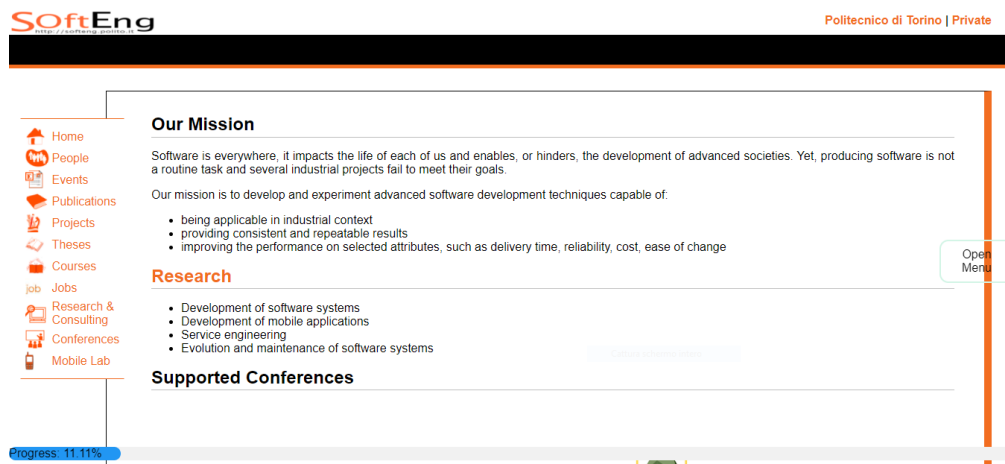 SOftEng
http://softeng.polito.it
Politecnico di Torino | Private
Home
People
Events
Publications
Projects
Theses
Courses
job Jobs
Research &
Consulting
Conferences
Mobile Lab
Our Mission
Software is everywhere, it impacts the life of each of us and enables, or hinders, the development of advanced societies. Yet, producing software is not
a routine task and several industrial projects fail to meet their goals.
Our mission is to develop and experiment advanced software development techniques capable of:
being applicable in industrial context
providing consistent and repeatable results
improving the performance on selected attributes, such as delivery time, reliability, cost, ease of change
Research
Development of software systems
Development of mobile applications
Service engineering
Evolution and maintenance of software systems
Supported Conferences
Open
Menu
Progress: 11.11%